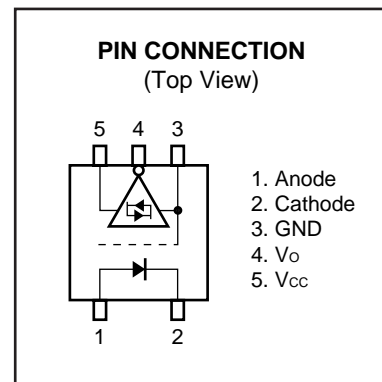 PIN CONNECTION
(Top View)
5 4 3
1. Anode
2. Cathode
3. GND
4. Vo
5. Vcc
1 2